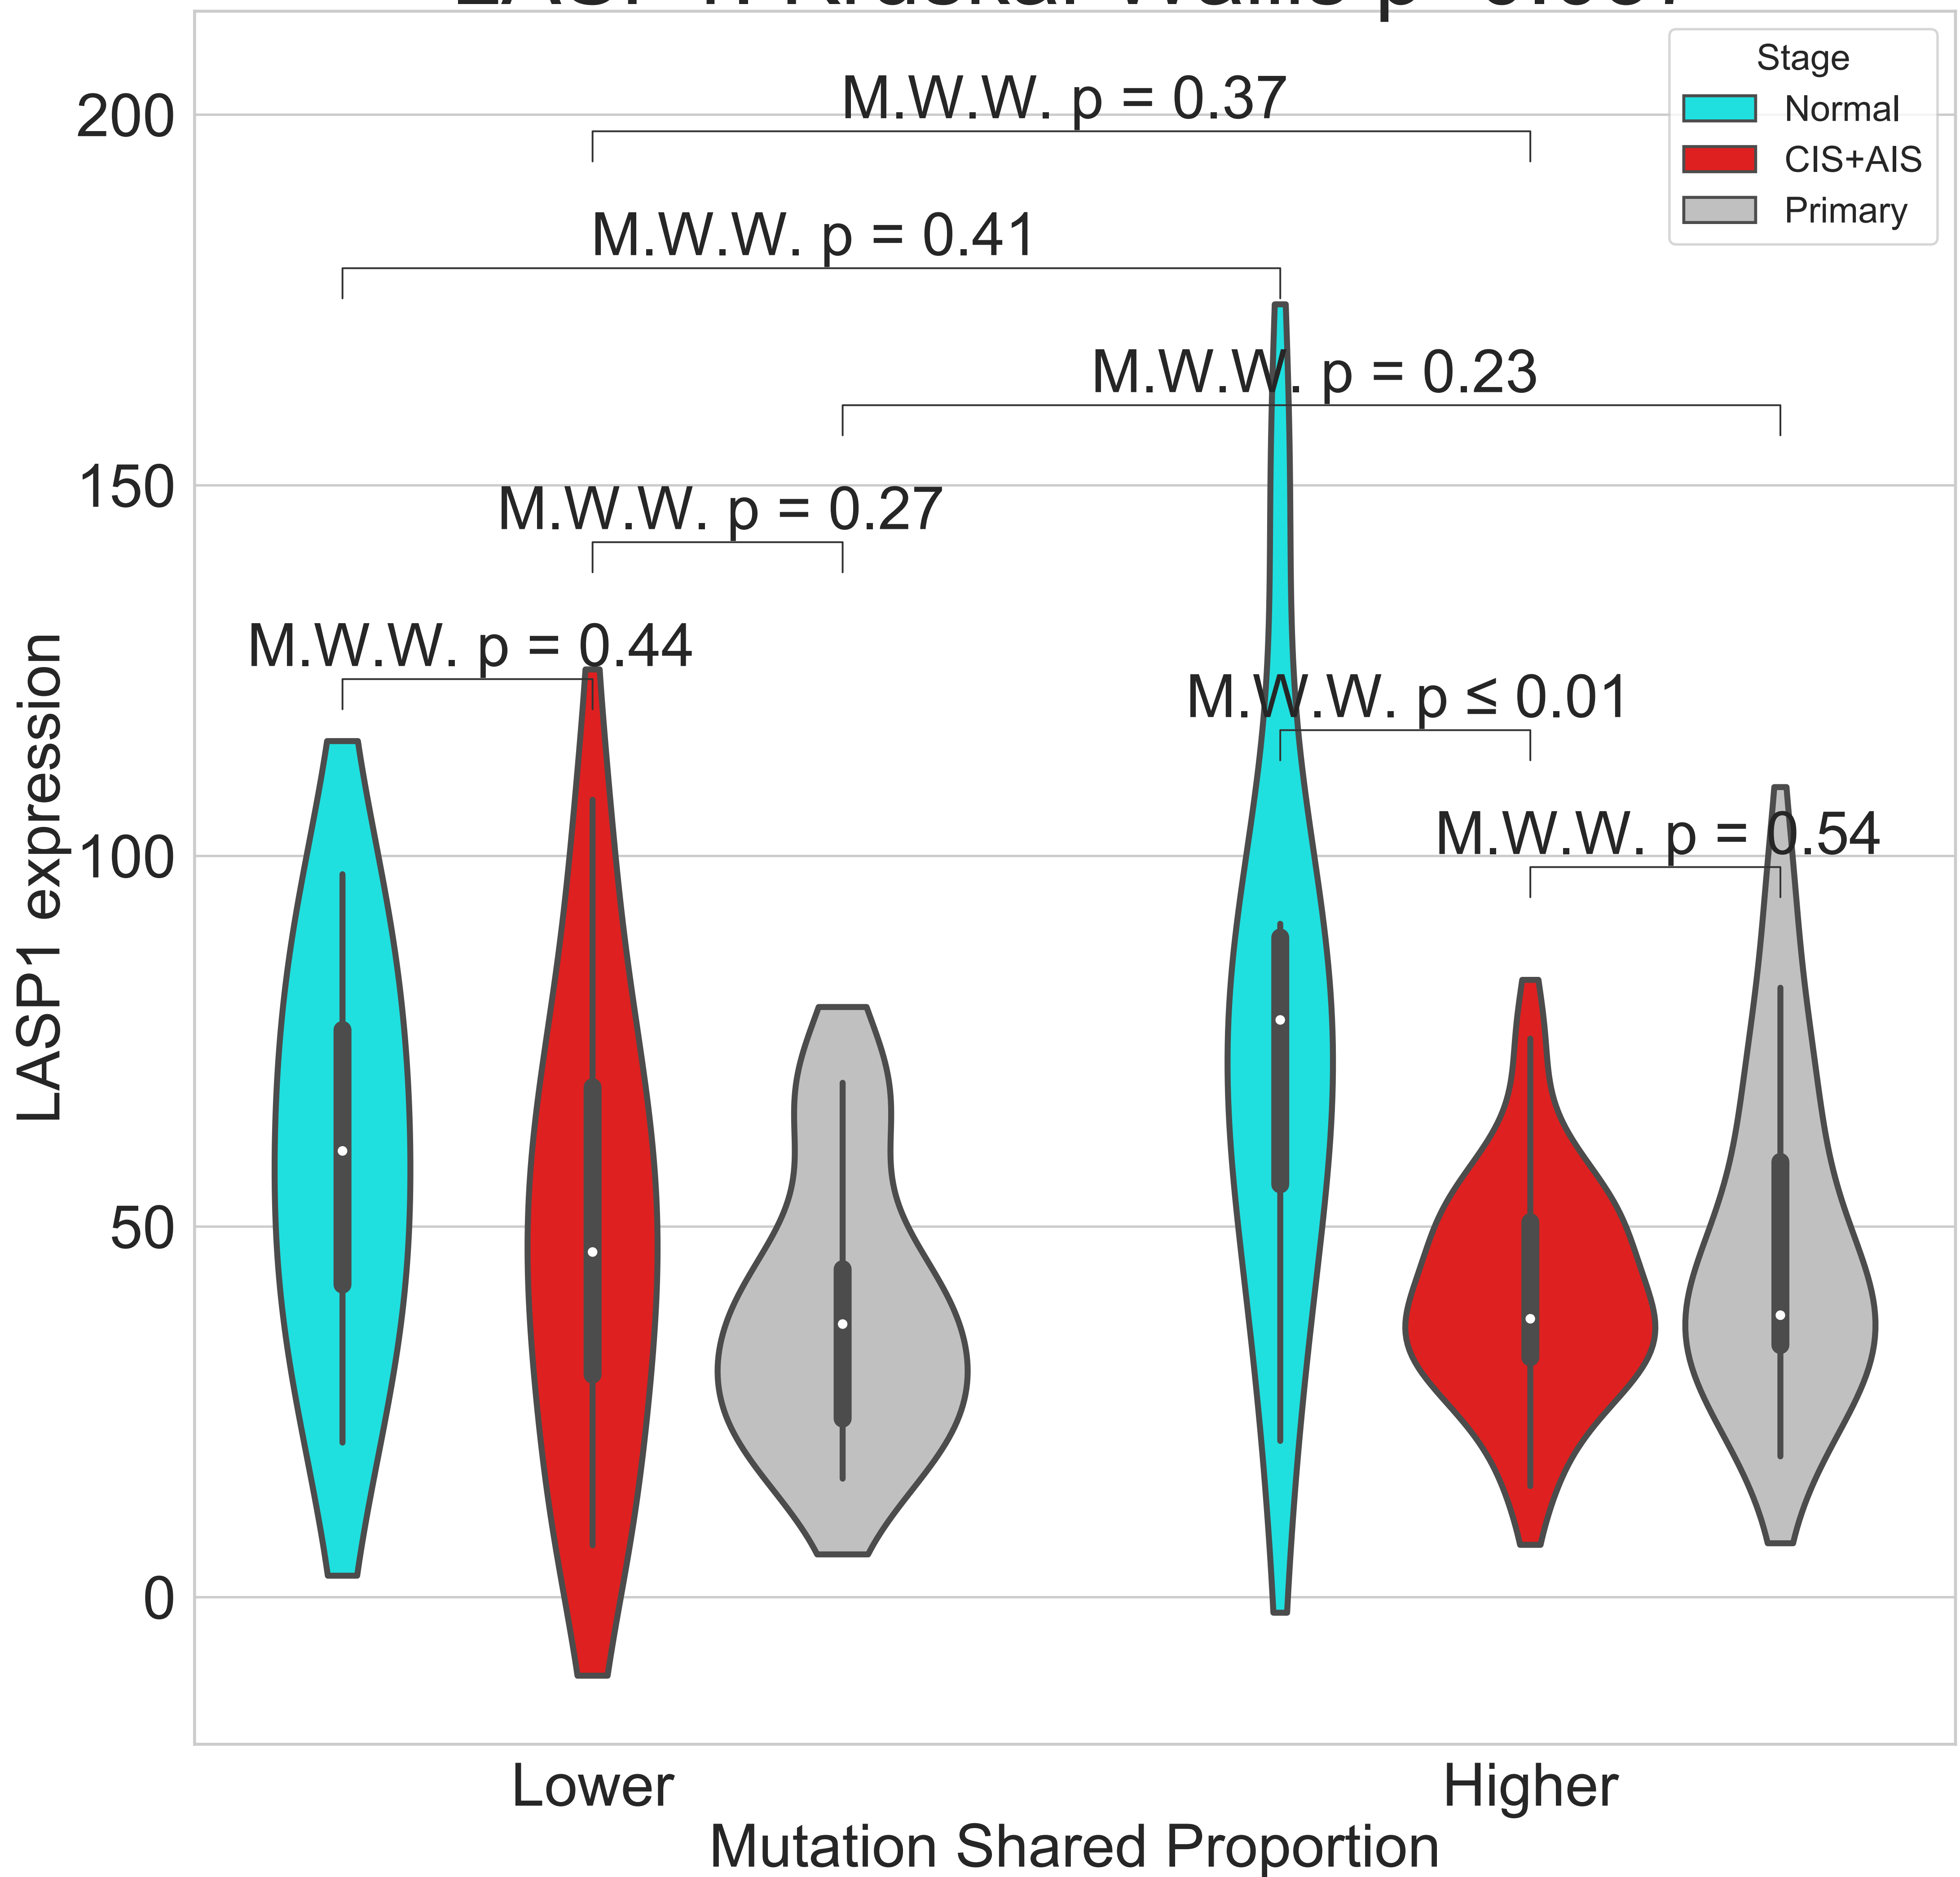 Stage
Normal
CIS+AIS
Primary
M.W.W. p = 0.37
M.W.W. p = 0.41
M.W.W. p = 0.23
M.W.W. p = 0.27
M.W.W. p = 0.44
M.W.W. p ≤ 0.01
M.W.W. p = 0.54
200
150
100
50
0
LASP1 expression
Lower
Higher
Mutation Shared Proportion